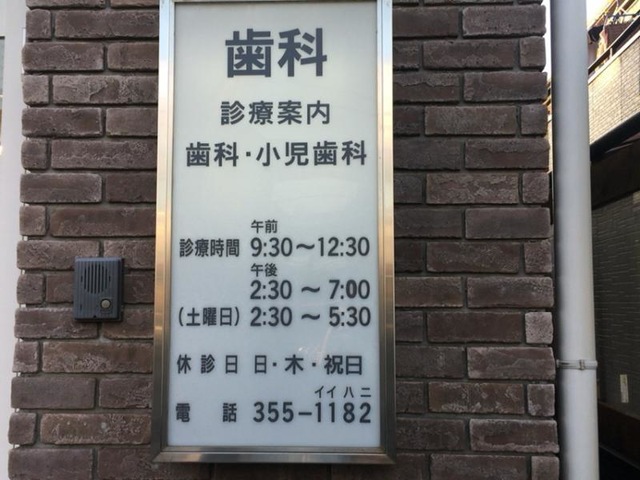 歯科
診療案内
歯科・小児歯科
午前
診療時間 9:30～12:30
午後
2:30～7:00
(土曜日) 2:30～5:30
休診日 日・木・祝日
イイハニ
電話 355-1182